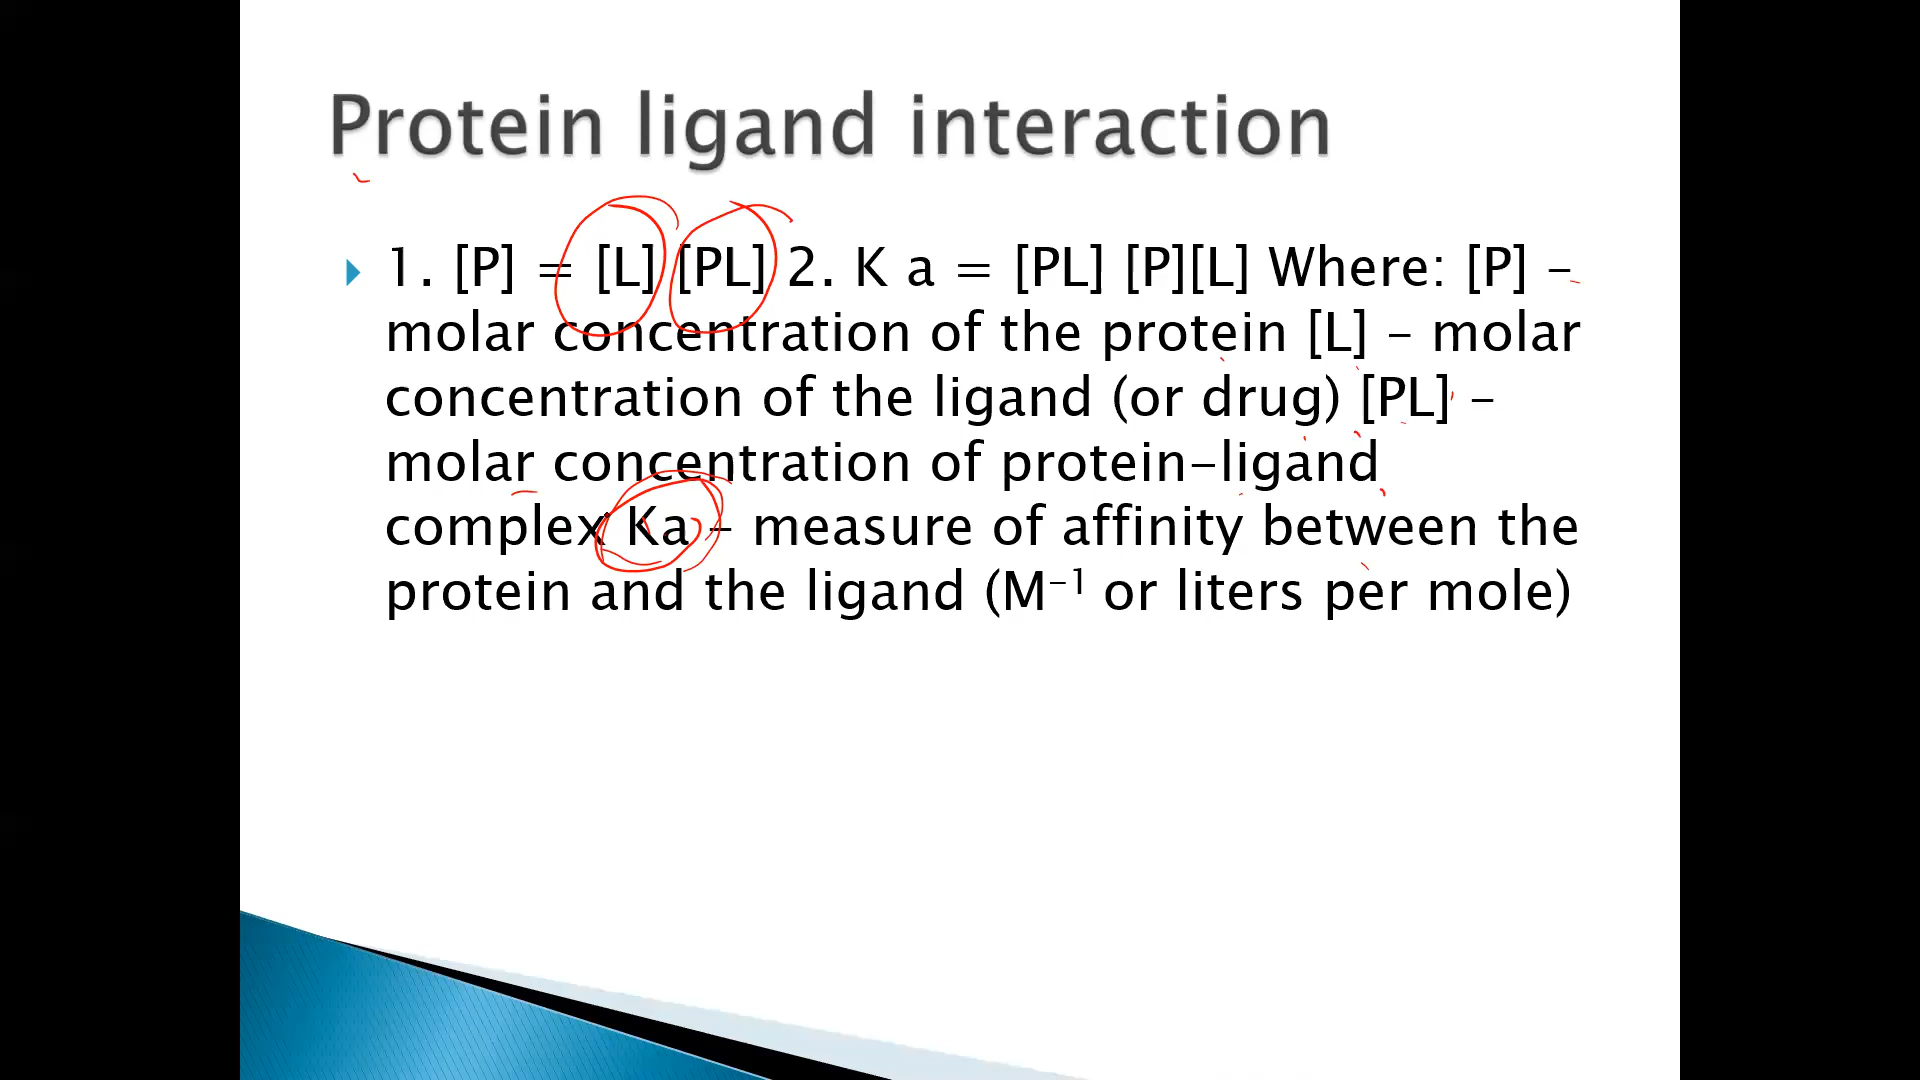 Protein ligand interaction
1. [P] = [L] [PL] 2. K a = [PL] [P][L] Where: [P] –
molar concentration of the protein [L] – molar
concentration of the ligand (or drug) [PL] –
molar concentration of protein-ligand
complex Ka – measure of affinity between the
protein and the ligand (M⁻¹ or liters per mole)